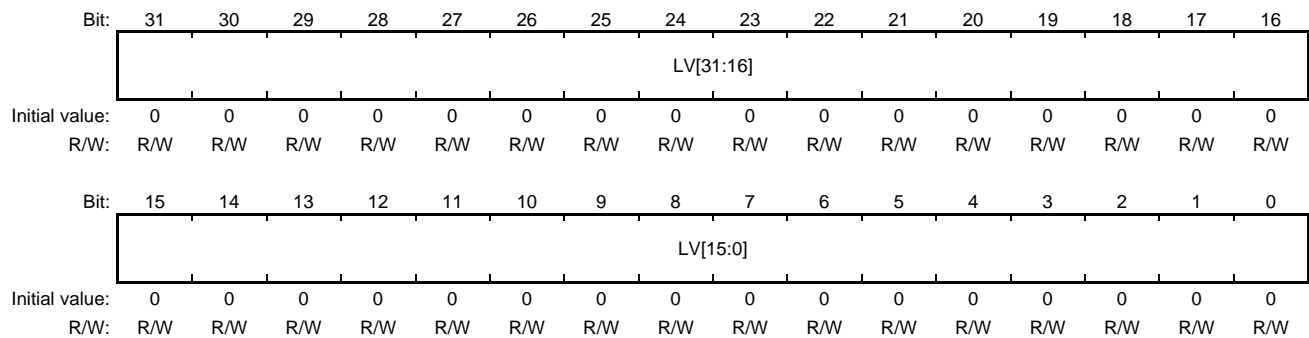 Bit: 31 30 29 28 27 26 25 24 23 22 21 20 19 18 17 16
LV[31:16]
Initial value: 0 0 0 0 0 0 0 0 0 0 0 0 0 0 0 0
R/W: R/W R/W R/W R/W R/W R/W R/W R/W R/W R/W R/W R/W R/W R/W R/W R/W
Bit: 15 14 13 12 11 10 9 8 7 6 5 4 3 2 1 0
LV[15:0]
Initial value: 0 0 0 0 0 0 0 0 0 0 0 0 0 0 0 0
R/W: R/W R/W R/W R/W R/W R/W R/W R/W R/W R/W R/W R/W R/W R/W R/W R/W